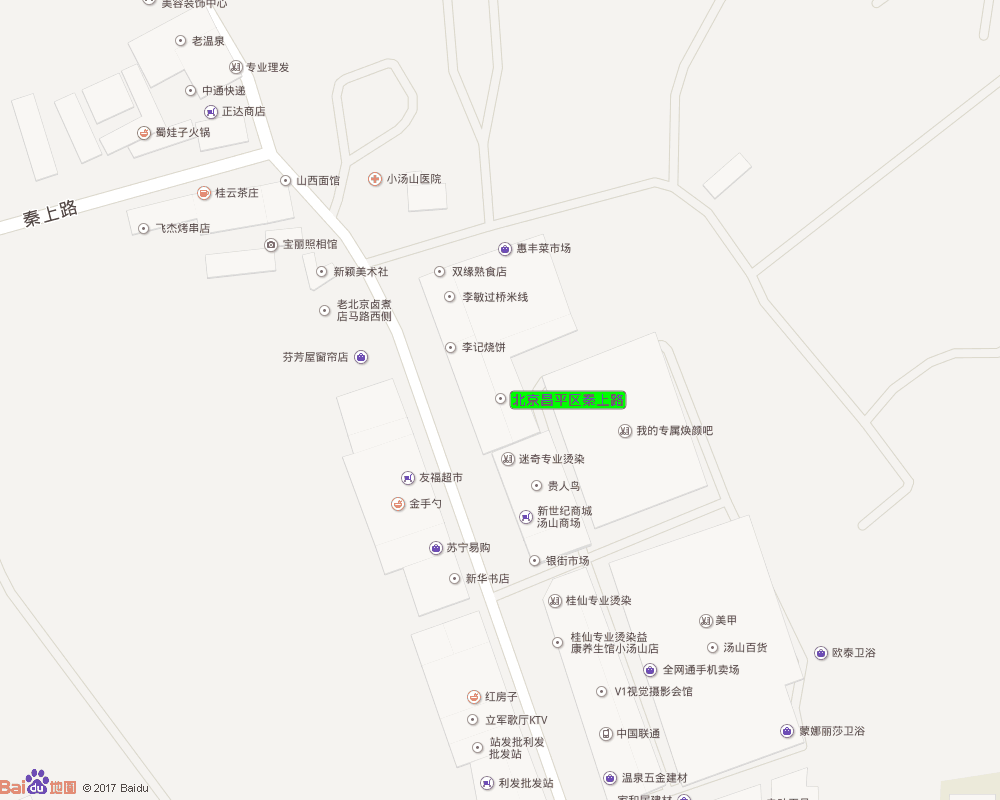 美容装饰中心
老温泉
专业理发
中通快递
正达商店
蜀娃子火锅
山西面馆
小汤山医院
桂云茶庄
秦上路
飞杰烤串店
宝丽照相馆
惠丰菜市场
新颖美术社
双缘熟食店
李敏过桥米线
老北京卤煮
店马路西侧
李记烧饼
芬芳屋窗帘店
北京昌平区秦上路
我的专属焕颜吧
迷奇专业烫染
友福超市
贵人鸟
金手勺
新世纪商城
汤山商场
苏宁易购
银街市场
新华书店
桂仙专业烫染
美甲
桂仙专业烫染益
康养生馆小汤山店
汤山百货
欧泰卫浴
全网通手机卖场
V1视觉摄影会馆
红房子
立军歌厅KTV
中国联通
蒙娜丽莎卫浴
站发批利发
批发站
温泉五金建材
利发批发站
Baidu地图
© 2017 Baidu